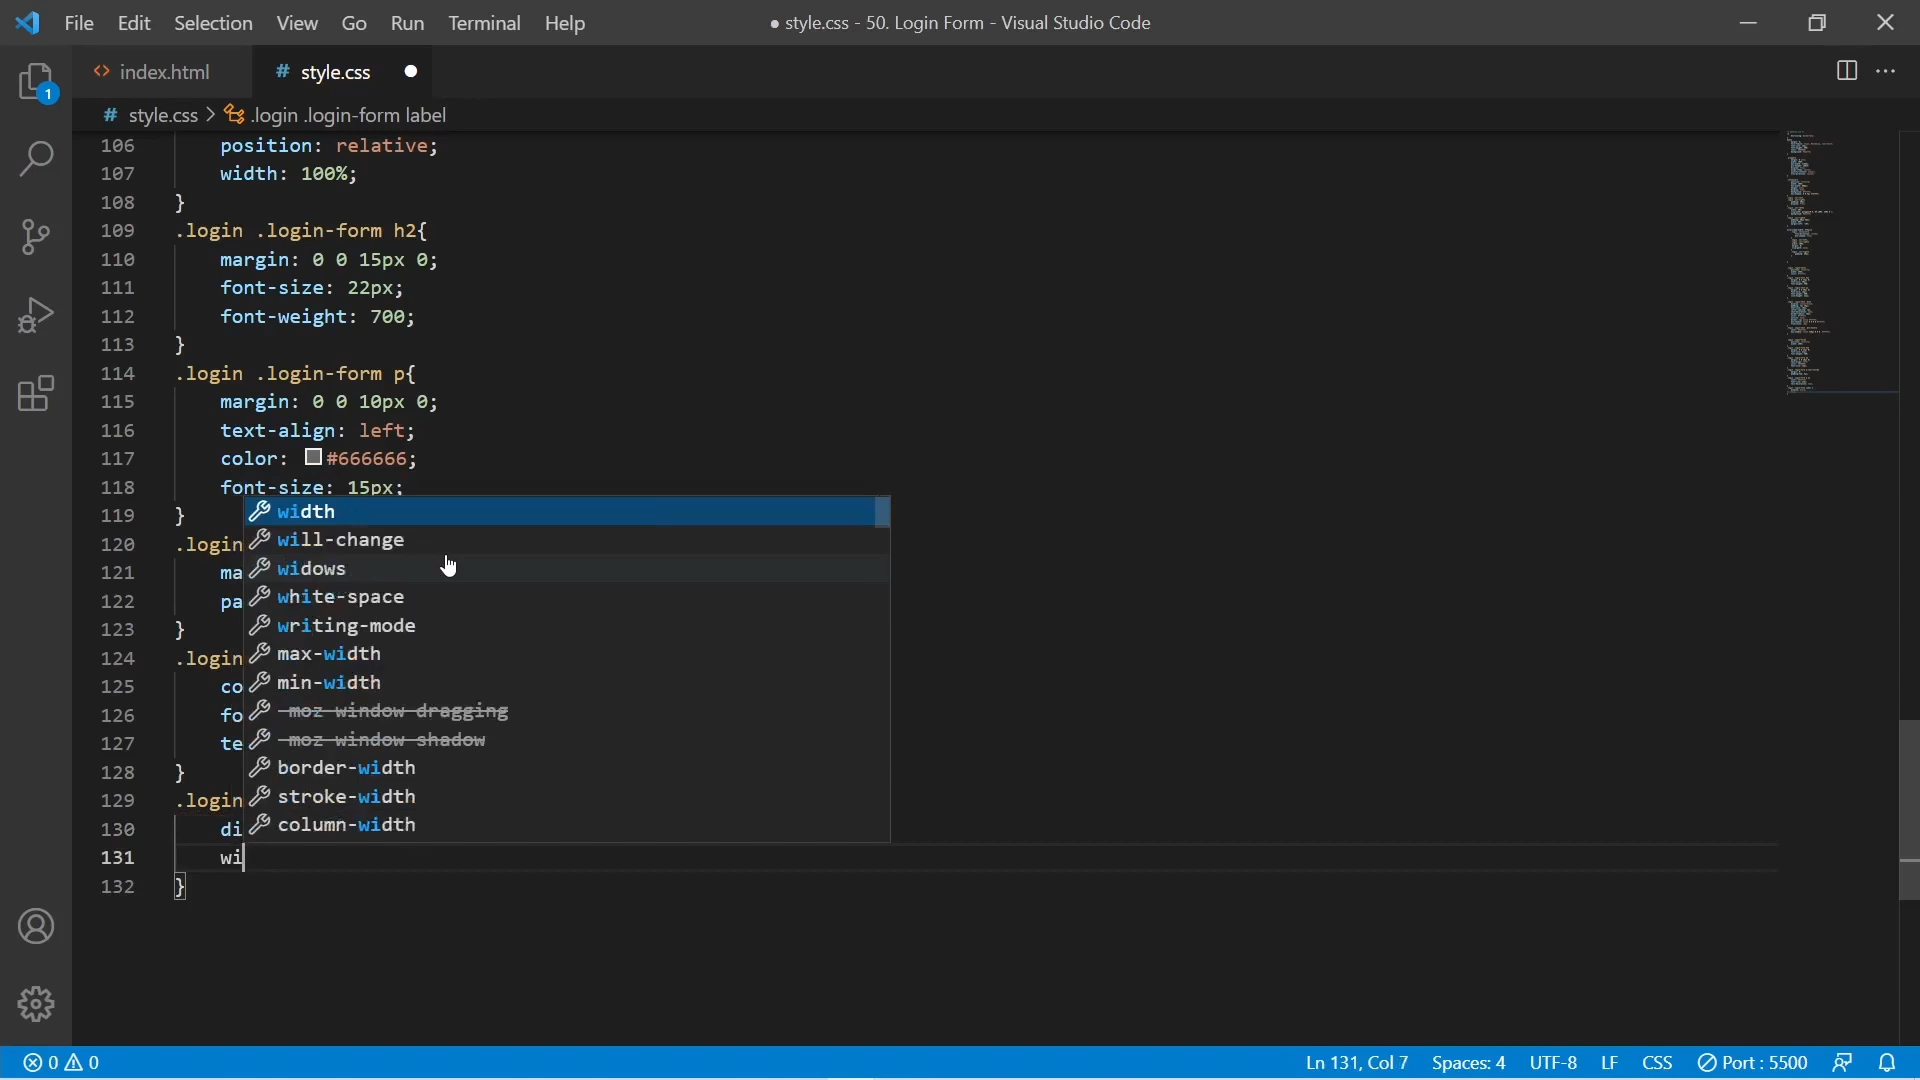 File Edit Selection View Go Run Terminal Help
● style.css - 50. Login Form - Visual Studio Code
1
<> index.html
# style.css ●
# style.css > .login .login-form label
106 position: relative;
107 width: 100%;
108 }
109 .login .login-form h2{
110 margin: 0 0 15px 0;
111 font-size: 22px;
112 font-weight: 700;
113 }
114 .login .login-form p{
115 margin: 0 0 10px 0;
116 text-align: left;
117 color: #666666;
118 font-size: 15px;
119 }
120 .login
121 ma
122 pa
123 }
124 .login
125 co
126 fo
127 te
128 }
129 .login
130 di
131 wi
132 }
width
will-change
widows
white-space
writing-mode
max-width
min-width
-moz-window-dragging
-moz-window-shadow
border-width
stroke-width
column-width
0 0
Ln 131, Col 7 Spaces: 4 UTF-8 LF CSS Port : 5500